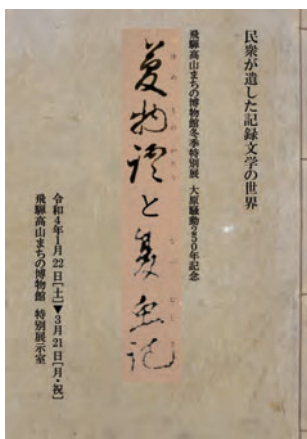 民衆が遺した記録文学の世界
飛騨高山まちの博物館冬季特別展 大原騒動250年記念
夢物語と夏虫記
令和4年1月22日[土]▼3月21日[月・祝]
飛騨高山まちの博物館 特別展示室